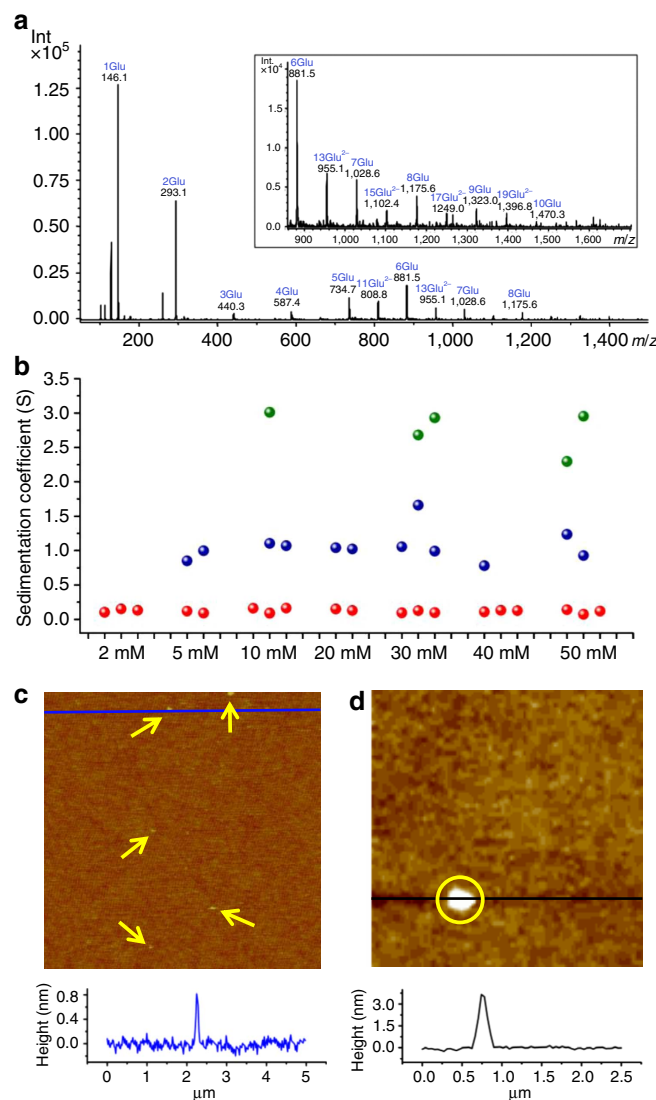 a
Int
×10⁵
1.25
1.00
0.75
0.50
0.25
0.00
1Glu
146.1
2Glu
293.1
3Glu
440.3
4Glu
587.4
5Glu
734.7
11Glu²⁻
808.8
6Glu
881.5
13Glu²⁻
955.1
7Glu
1,028.6
8Glu
1,175.6
200
400
600
800
1,000
1,200
1,400 m/z
Int.
×10⁴
2.0
1.5
1.0
0.5
0.0
6Glu
881.5
13Glu²⁻
955.1
7Glu
1,028.6
15Glu²⁻
1,102.4
8Glu
1,175.6
17Glu²⁻
1249.0
9Glu
1,323.0
19Glu²⁻
1,396.8
10Glu
1,470.3
900 1,000 1,100 1,200 1,300 1,400 1,500 1,600 m/z
b
Sedimentation coefficient (S)
3.5
3.0
2.5
2.0
1.5
1.0
0.5
0.0
2 mM 5 mM 10 mM 20 mM 30 mM 40 mM 50 mM
c
Height (nm)
0.8
0.4
0.0
0 1 2 3 4 5
μm
d
Height (nm)
3.0
1.5
0.0
0.0 0.5 1.0 1.5 2.0 2.5
μm